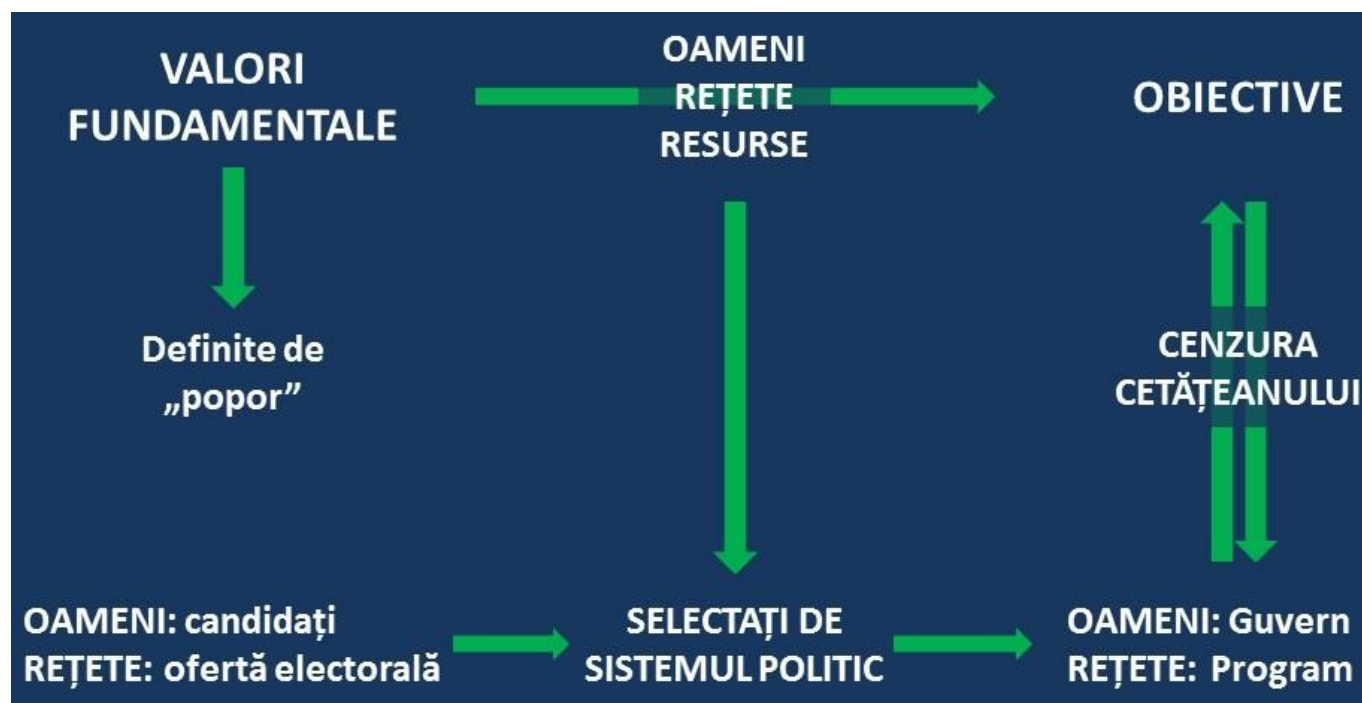 VALORI
FUNDAMENTALE
OAMENI
REȚETE
RESURSE
OBIECTIVE
Definite de
„popor”
CENZURA
CETĂȚEANULUI
OAMENI: candidați
REȚETE: ofertă electorală
SELECTAȚI DE
SISTEMUL POLITIC
OAMENI: Guvern
REȚETE: Program